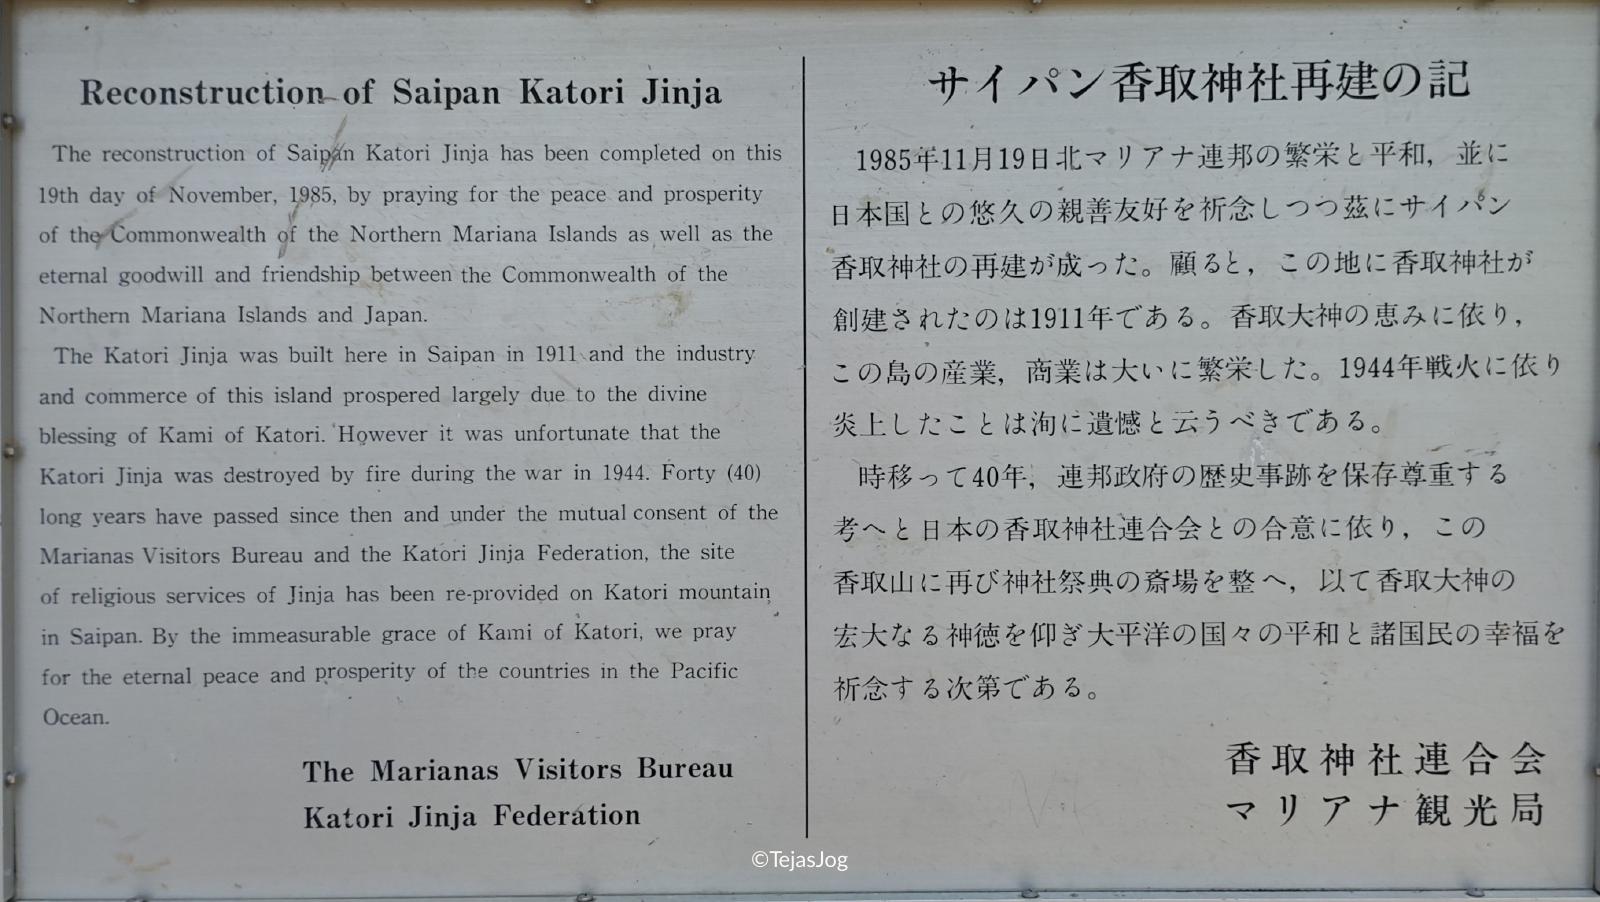 Reconstruction of Saipan Katori Jinja
The reconstruction of Saipan Katori Jinja has been completed on this
19th day of November, 1985, by praying for the peace and prosperity
of the Commonwealth of the Northern Mariana Islands as well as the
eternal goodwill and friendship between the Commonwealth of the
Northern Mariana Islands and Japan.
The Katori Jinja was built here in Saipan in 1911 and the industry
and commerce of this island prospered largely due to the divine
blessing of Kami of Katori. However it was unfortunate that the
Katori Jinja was destroyed by fire during the war in 1944. Forty (40)
long years have passed since then and under the mutual consent of the
Marianas Visitors Bureau and the Katori Jinja Federation, the site
of religious services of Jinja has been re-provided on Katori mountain
in Saipan. By the immeasurable grace of Kami of Katori, we pray
for the eternal peace and prosperity of the countries in the Pacific
Ocean.
The Marianas Visitors Bureau
Katori Jinja Federation
サイパン香取神社再建の記
1985年11月19日北マリアナ連邦の繁栄と平和，並に
日本国との悠久の親善友好を祈念しつつ茲にサイパン
香取神社の再建が成った。顧ると，この地に香取神社が
創建されたのは1911年である。香取大神の恵みに依り，
この島の産業，商業は大いに繁栄した。1944年戦火に依り
炎上したことは洵に遺憾と云うべきである。
時移って40年，連邦政府の歴史事跡を保存尊重する
考へと日本の香取神社連合会との合意に依り，この
香取山に再び神社祭典の斎場を整へ，以て香取大神の
宏大なる神徳を仰ぎ大平洋の国々の平和と諸国民の幸福を
祈念する次第である。
香取神社連合会
マリアナ観光局
©TejasJog